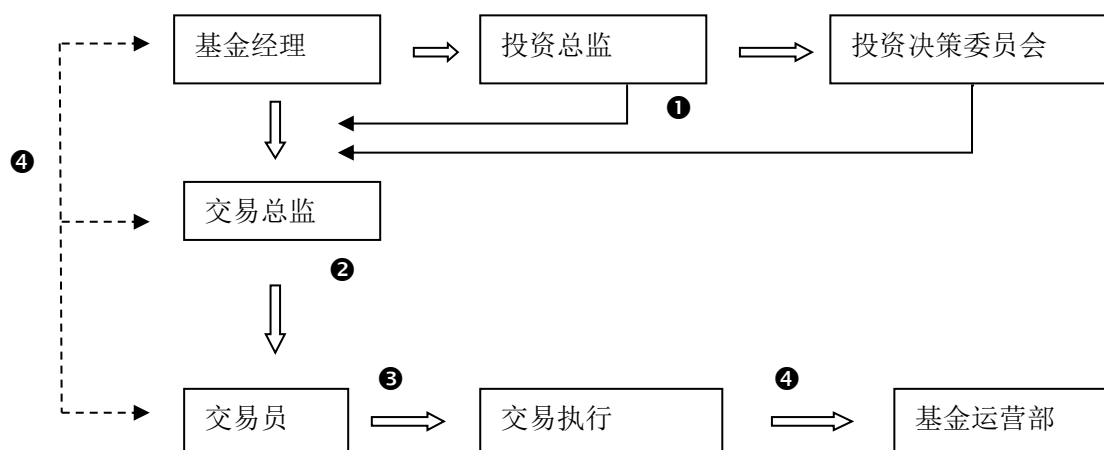 基金经理
投资总监
投资决策委员会
❶
❹
交易总监
❷
❸
❹
交易员
交易执行
基金运营部